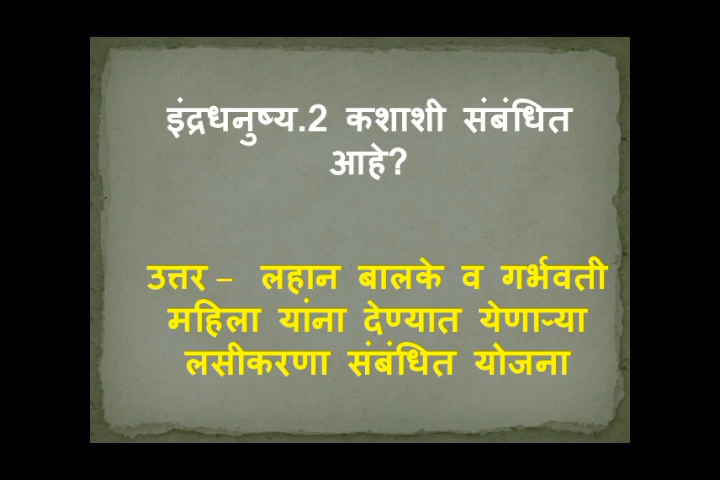 इंद्रधनुष्य.2 कशाशी संबंधित
आहे?
उत्तर – लहान बालके व गर्भवती
महिला यांना देण्यात येणाऱ्या
लसीकरणा संबंधित योजना